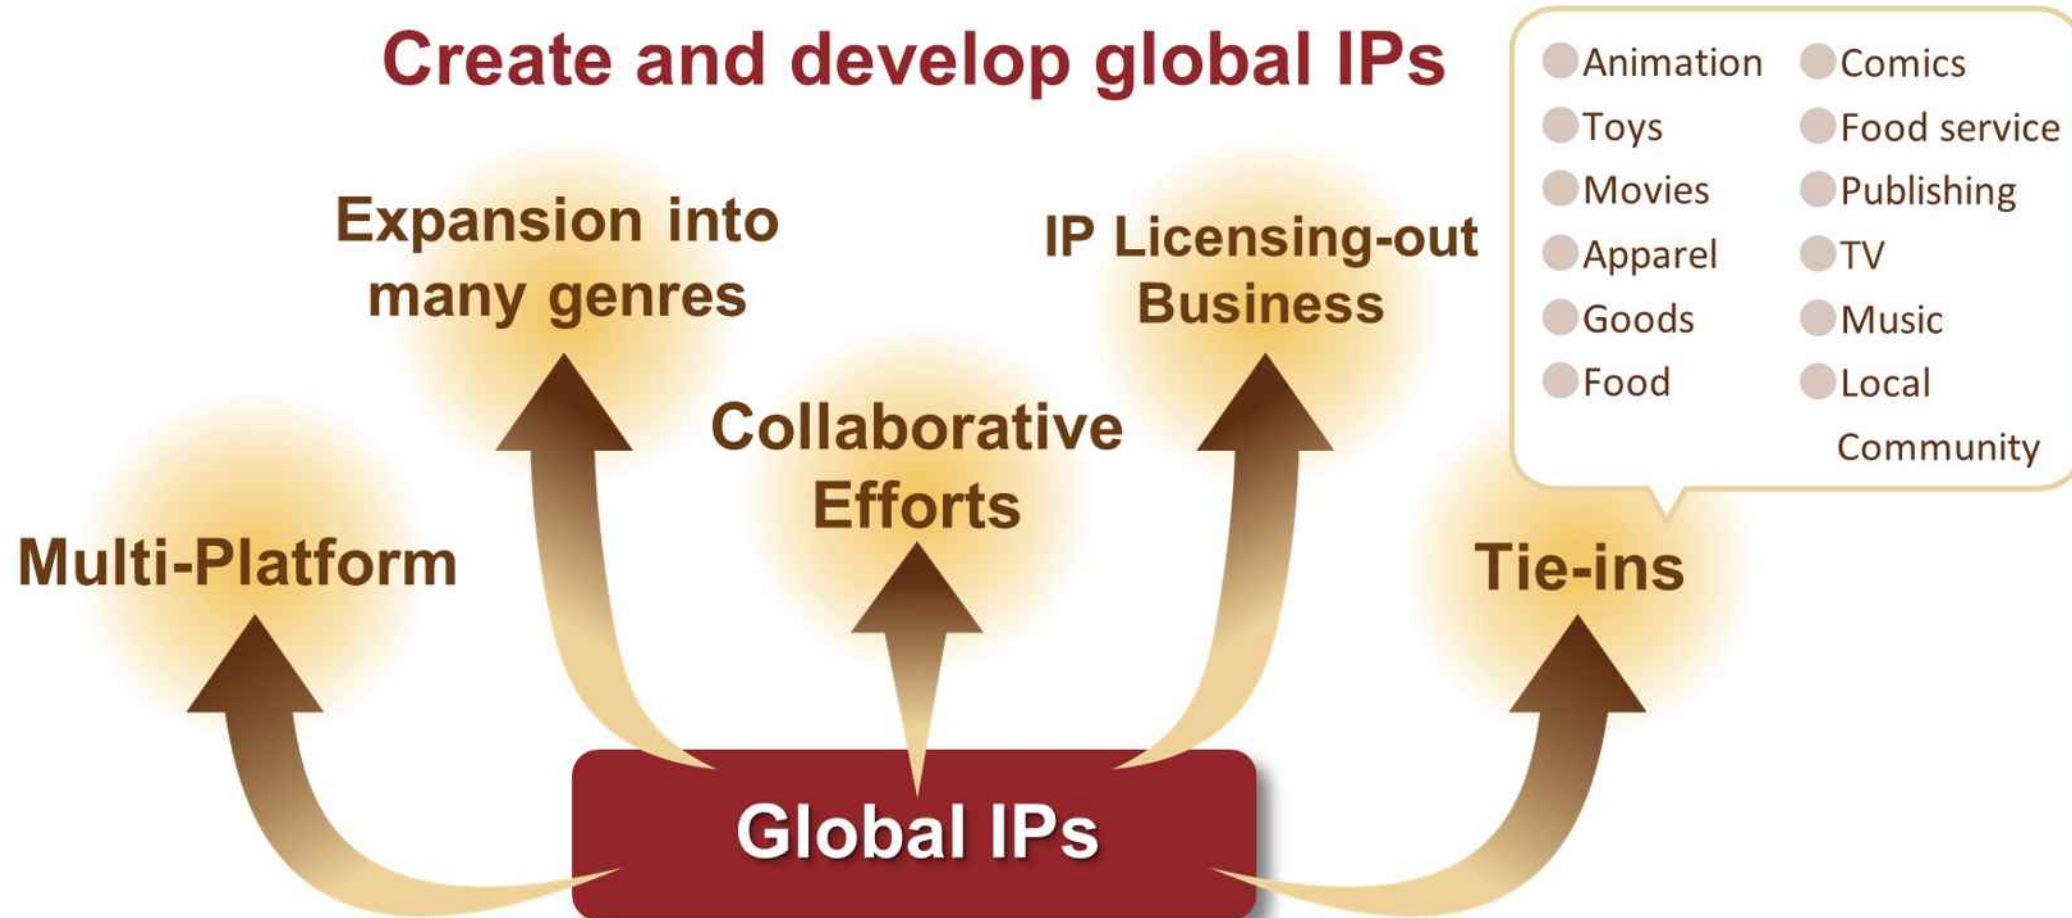 Create and develop global IPs
Multi-Platform
Expansion into
many genres
Collaborative
Efforts
IP Licensing-out
Business
Tie-ins
Animation
Toys
Movies
Apparel
Goods
Food
Comics
Food service
Publishing
TV
Music
Local
Community
Global IPs